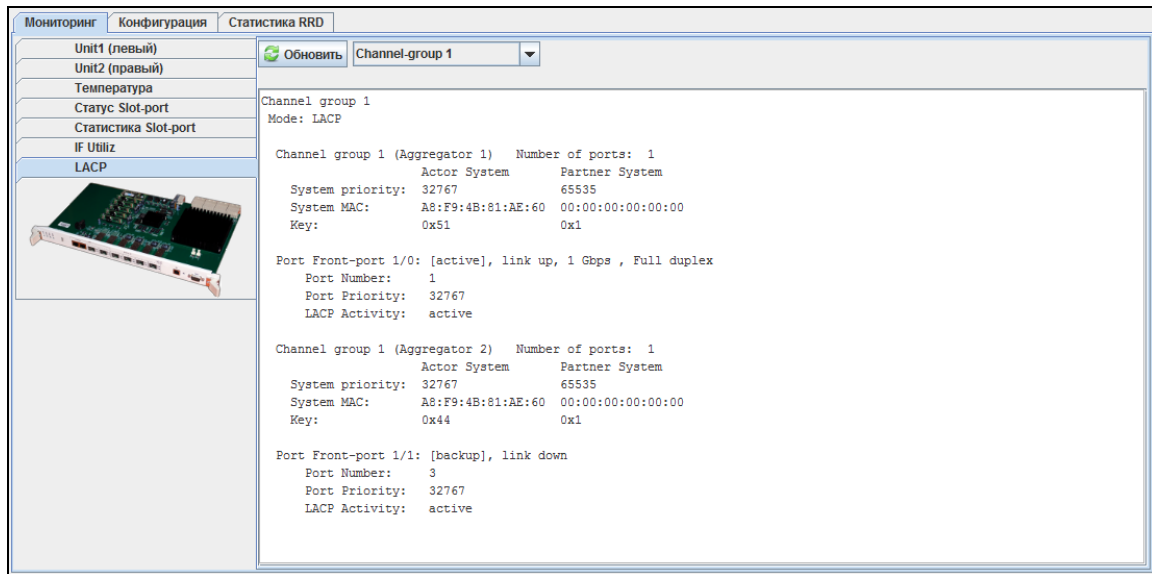 Мониторинг Конфигурация Статистика RRD
Unit1 (левый)
Unit2 (правый)
Температура
Статус Slot-port
Статистика Slot-port
IF Utiliz
LACP
Обновить Channel-group 1
Channel group 1
Mode: LACP
Channel group 1 (Aggregator 1) Number of ports: 1
Actor System Partner System
System priority: 32767 65535
System MAC: A8:F9:4B:81:AE:60 00:00:00:00:00:00
Key: 0x51 0x1
Port Front-port 1/0: [active], link up, 1 Gbps , Full duplex
Port Number: 1
Port Priority: 32767
LACP Activity: active
Channel group 1 (Aggregator 2) Number of ports: 1
Actor System Partner System
System priority: 32767 65535
System MAC: A8:F9:4B:81:AE:60 00:00:00:00:00:00
Key: 0x44 0x1
Port Front-port 1/1: [backup], link down
Port Number: 3
Port Priority: 32767
LACP Activity: active